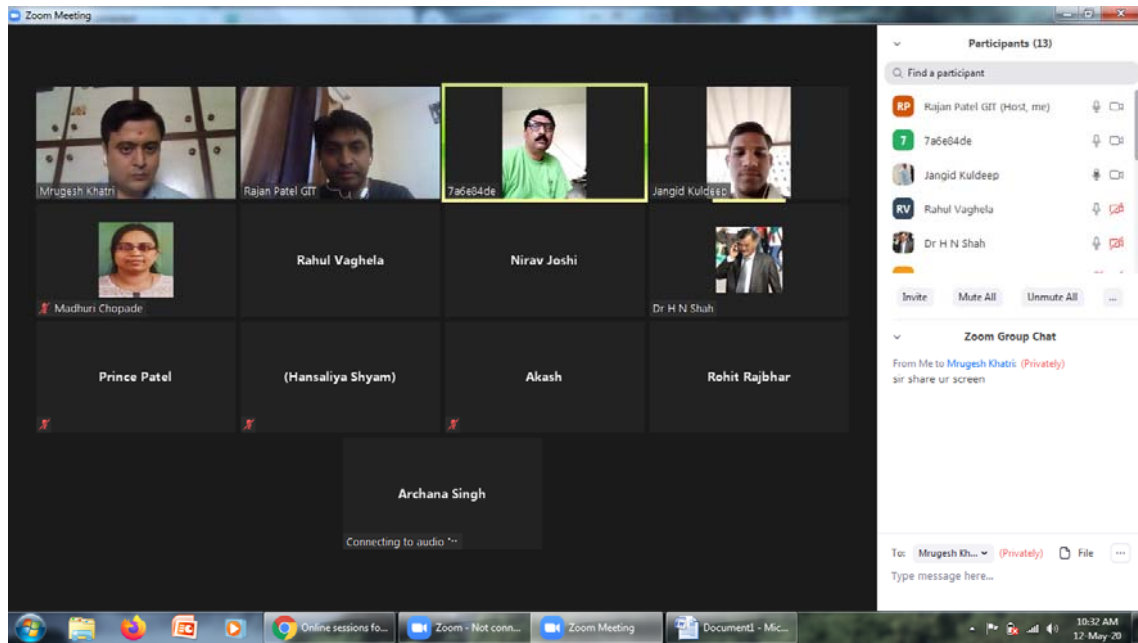 Zoom Meeting
Mrugesh Khatri
Rajan Patel GIT
7a6e84de
Jangid Kuldeep
Madhuri Chopade
Rahul Vaghela
Nirav Joshi
Dr H N Shah
Prince Patel
(Hansaliya Shyam)
Akash
Rohit Rajbhar
Archana Singh
Connecting to audio
Participants (13)
Find a participant
RP Rajan Patel GIT (Host, me)
7 7a6e84de
Jangid Kuldeep
RV Rahul Vaghela
Dr H N Shah
Invite Mute All Unmute All ...
Zoom Group Chat
From Me to Mrugesh Khatri: (Privately)
sir share ur screen
To: Mrugesh Kh... (Privately) File ...
Type message here...
Online sessions fo... Zoom - Not conn... Zoom Meeting Document1 - Mic...
10:32 AM
12-May-20